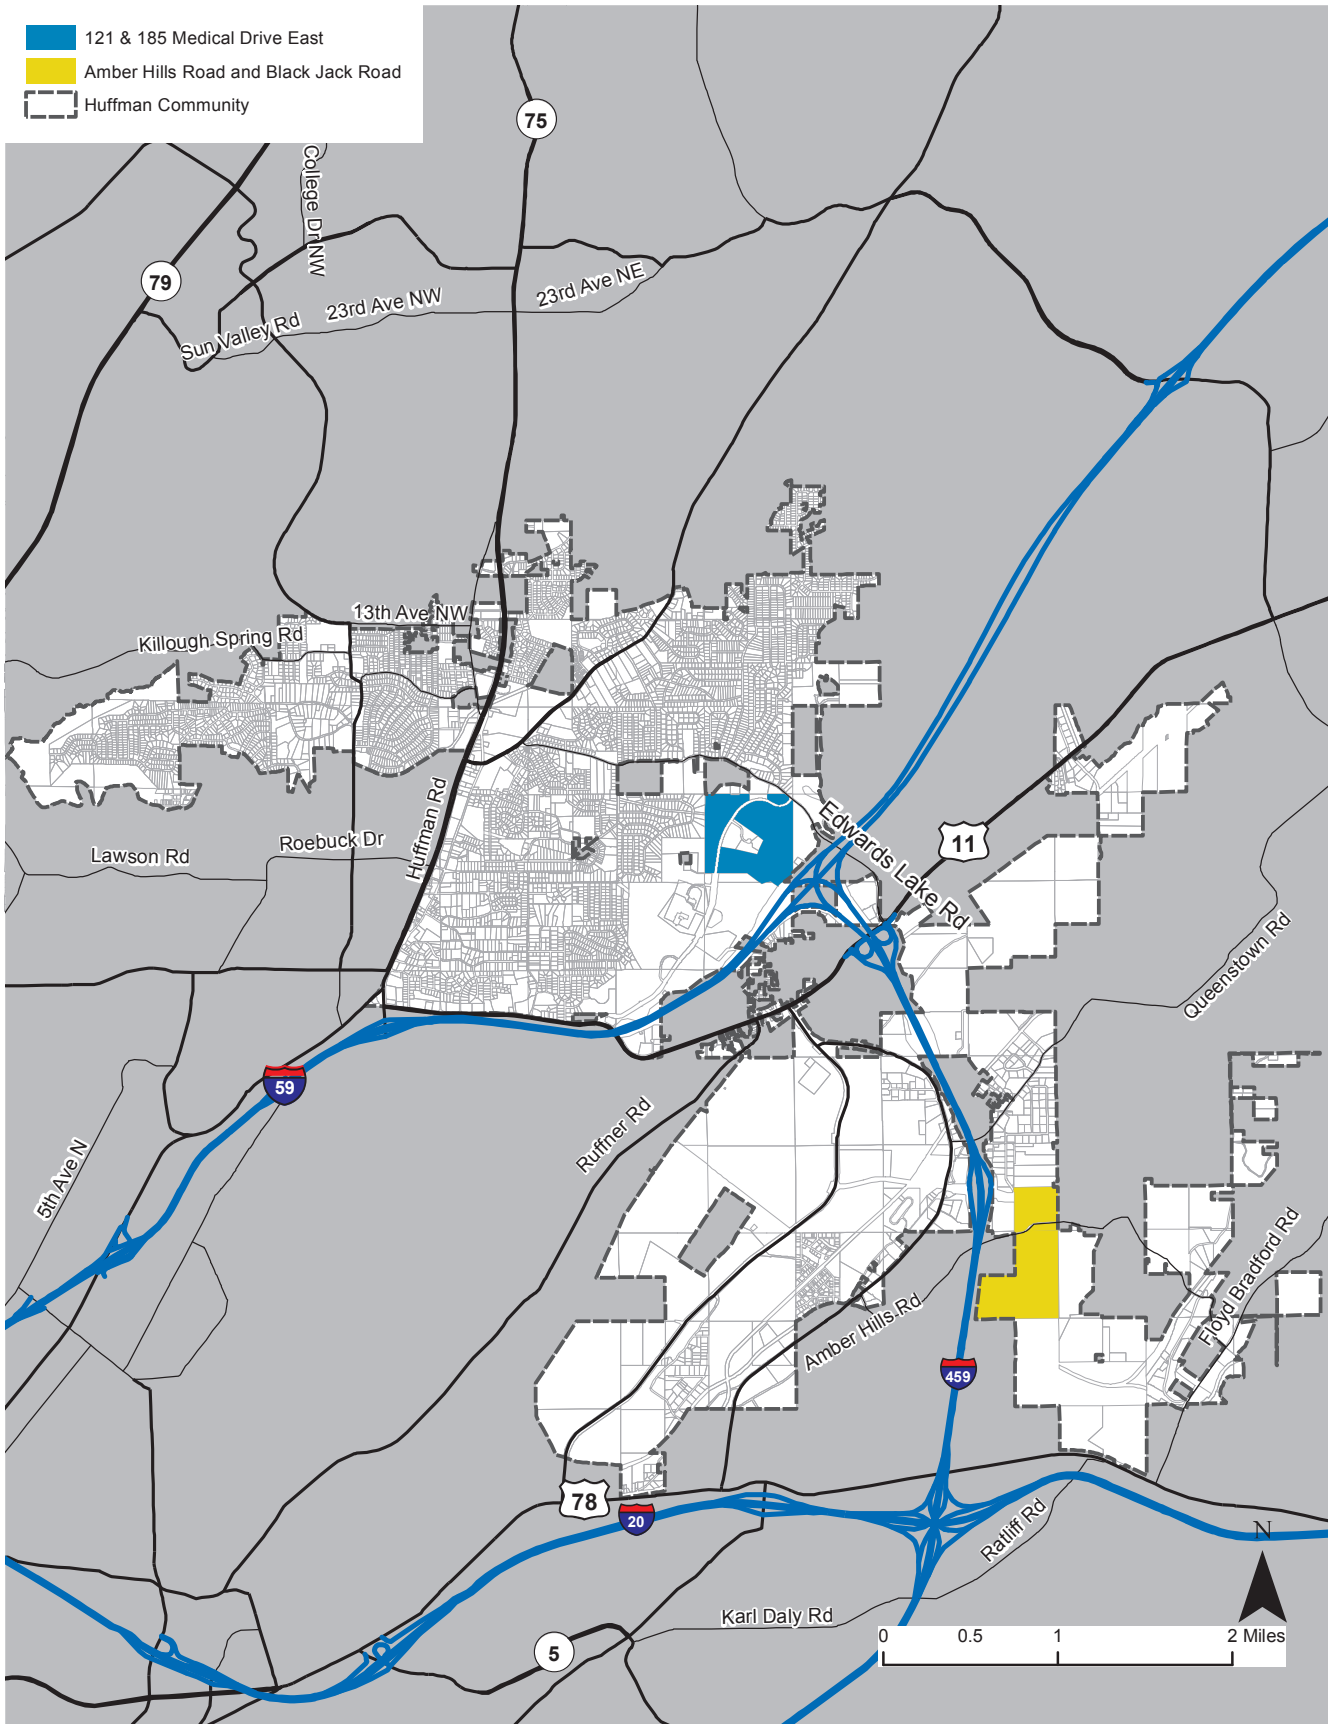 121 & 185 Medical Drive East
Amber Hills Road and Black Jack Road
Huffman Community
75
College Dr NW
79
23rd Ave NE
23rd Ave NW
Sun Valley Rd
13th Ave NW
Killough Spring Rd
Huffman Rd
Edwards Lake Rd
11
Roebuck Dr
Lawson Rd
Queenstown Rd
59
Ruffner Rd
5th Ave N
Floyd Bradford Rd
Amber Hills Rd
459
78
20
Ratliff Rd
N
Karl Daly Rd
5
0 0.5 1 2 Miles